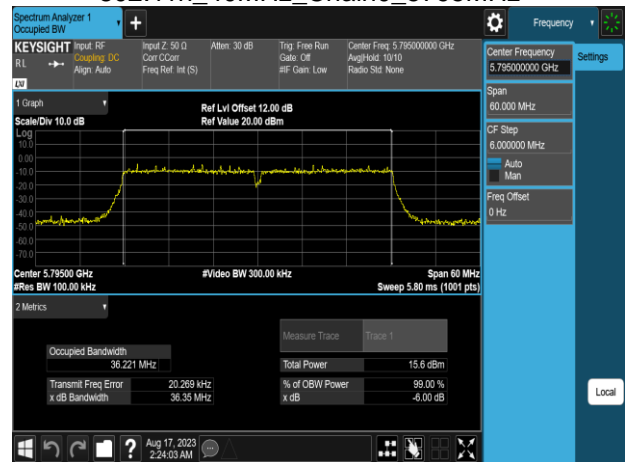 Spectrum Analyzer 1
Occupied BW
+
Frequency
KEYSIGHT
RL
Input: RF
Coupling: DC
Align: Auto
Input Z: 50 Ω
Corr CCorr
Freq Ref: Int (S)
Atten: 30 dB
Trig: Free Run
Gate: Off
#IF Gain: Low
Center Freq: 5.795000000 GHz
Avg|Hold: 10/10
Radio Std: None
LXI
Center Frequency
5.795000000 GHz
Settings
Span
60.000 MHz
CF Step
6.000000 MHz
Auto
Man
Freq Offset
0 Hz
Local
1 Graph
Scale/Div 10.0 dB
Ref Lvl Offset 12.00 dB
Ref Value 20.00 dBm
Log
10.0
0.00
-10.0
-20.0
-30.0
-40.0
-50.0
-60.0
-70.0
Center 5.79500 GHz
#Res BW 100.00 kHz
#Video BW 300.00 kHz
Span 60 MHz
Sweep 5.80 ms (1001 pts)
2 Metrics
Measure Trace
Trace 1
Occupied Bandwidth
36.221 MHz
Total Power
15.6 dBm
Transmit Freq Error
20.269 kHz
% of OBW Power
99.00 %
x dB Bandwidth
36.35 MHz
x dB
-6.00 dB
?
Aug 17, 2023
2:24:03 AM